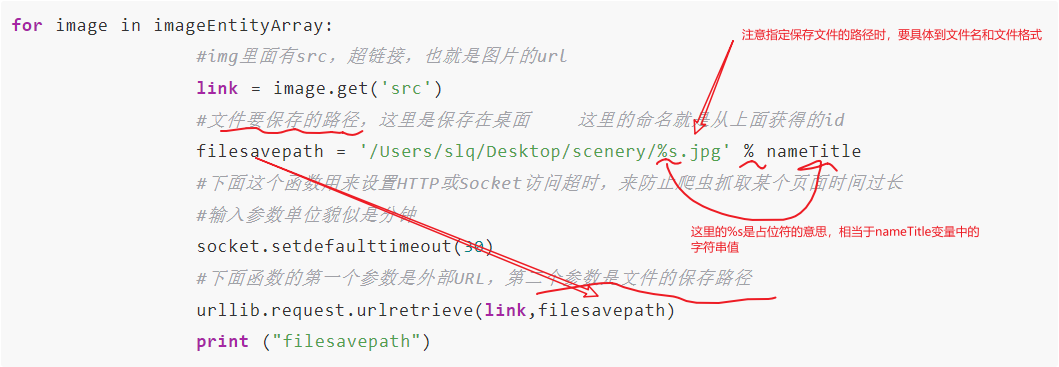 for image in imageEntityArray:
注意指定保存文件的路径时，要具体到文件名和文件格式
#img里面有src，超链接，也就是图片的url
link = image.get('src')
#文件要保存的路径，这里是保存在桌面 这里的命名就是从上面获得的id
filesavepath = '/Users/slq/Desktop/scenery/%s.jpg' % nameTitle
#下面这个函数用来设置HTTP或Socket访问超时，来防止爬虫抓取某个页面时间过长
#输入参数单位貌似是分钟
这里的%s是占位符的意思，相当于nameTitle变量中的
字符串值
socket.setdefaulttimeout(30)
#下面函数的第一个参数是外部URL，第二个参数是文件的保存路径
urllib.request.urlretrieve(link,filesavepath)
print ("filesavepath")